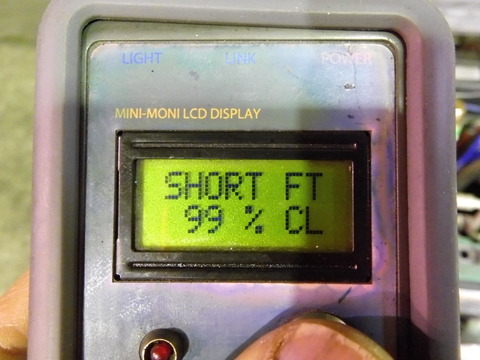 LIGHT LINK POWER
MINI-MONI LCD DISPLAY
SHORT FT
99 % CL